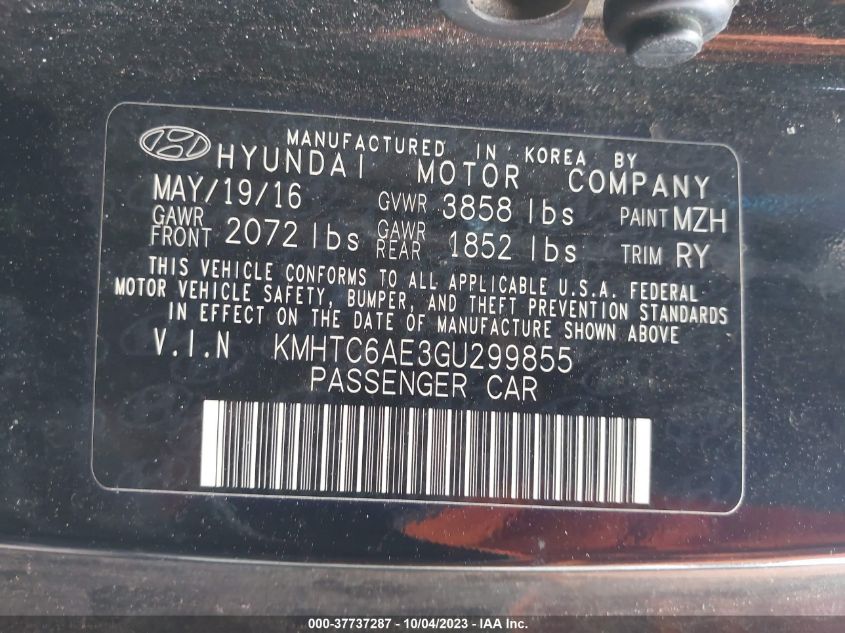 MANUFACTURED IN KOREA BY
HYUNDAI MOTOR COMPANY
MAY/19/16 GVWR 3858 lbs PAINT MZH
GAWR FRONT 2072 lbs GAWR REAR 1852 lbs TRIM RY
THIS VEHICLE CONFORMS TO ALL APPLICABLE U.S.A. FEDERAL
MOTOR VEHICLE SAFETY, BUMPER, AND THEFT PREVENTION STANDARDS
IN EFFECT ON THE DATE OF MANUFACTURE SHOWN ABOVE
V.I.N KMHTC6AE3GU299855
PASSENGER CAR
000-37737287 - 10/04/2023 - IAA Inc.